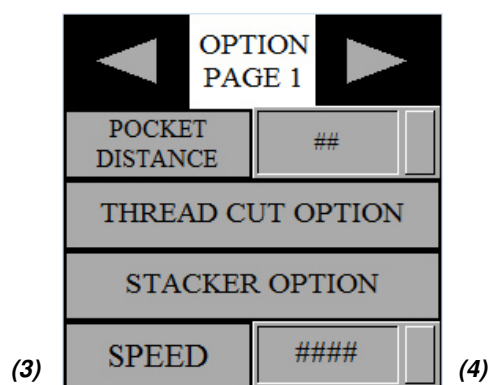 OPTION
PAGE 1
POCKET
DISTANCE
##
THREAD CUT OPTION
STACKER OPTION
(3)
SPEED
####
(4)